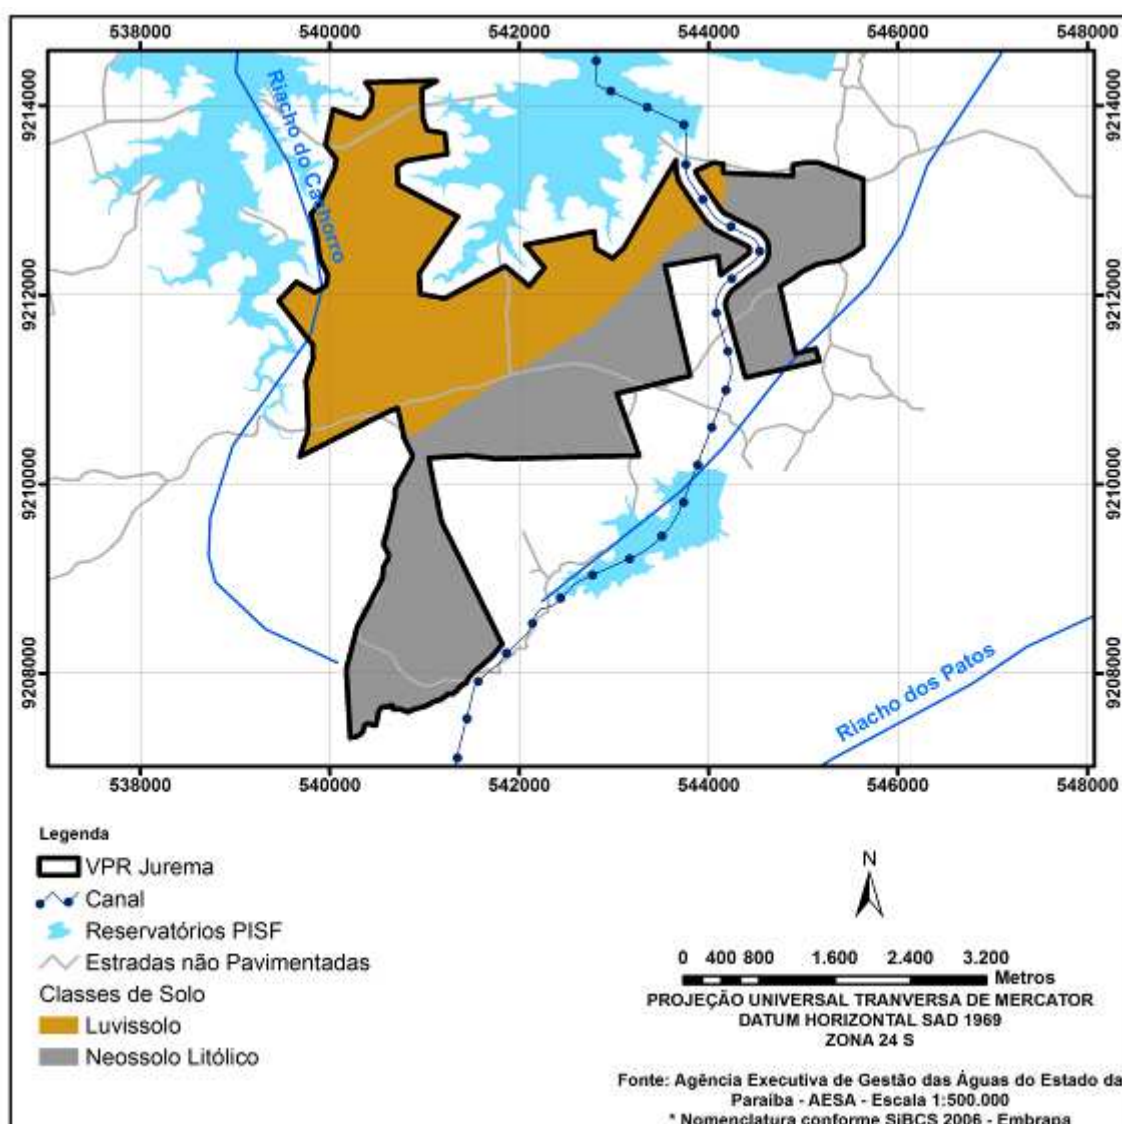 538000 540000 542000 544000 546000 548000
9214000 9214000
Riacho do Cachorro
9212000 9212000
9210000 9210000
9208000 9208000
Riacho dos Patos
538000 540000 542000 544000 546000 548000
Legenda
VPR Jurema
Canal
Reservatórios PISF
Estradas não Pavimentadas
Classes de Solo
Luvissolo
Neossolo Litólico
N
0 400 800 1.600 2.400 3.200
Metros
PROJEÇÃO UNIVERSAL TRANVERSA DE MERCATOR
DATUM HORIZONTAL SAD 1969
ZONA 24 S
Fonte: Agência Executiva de Gestão das Águas do Estado da
Paraíba - AESA - Escala 1:500.000
* Nomenclatura conforme SiBCS 2006 - Embrapa